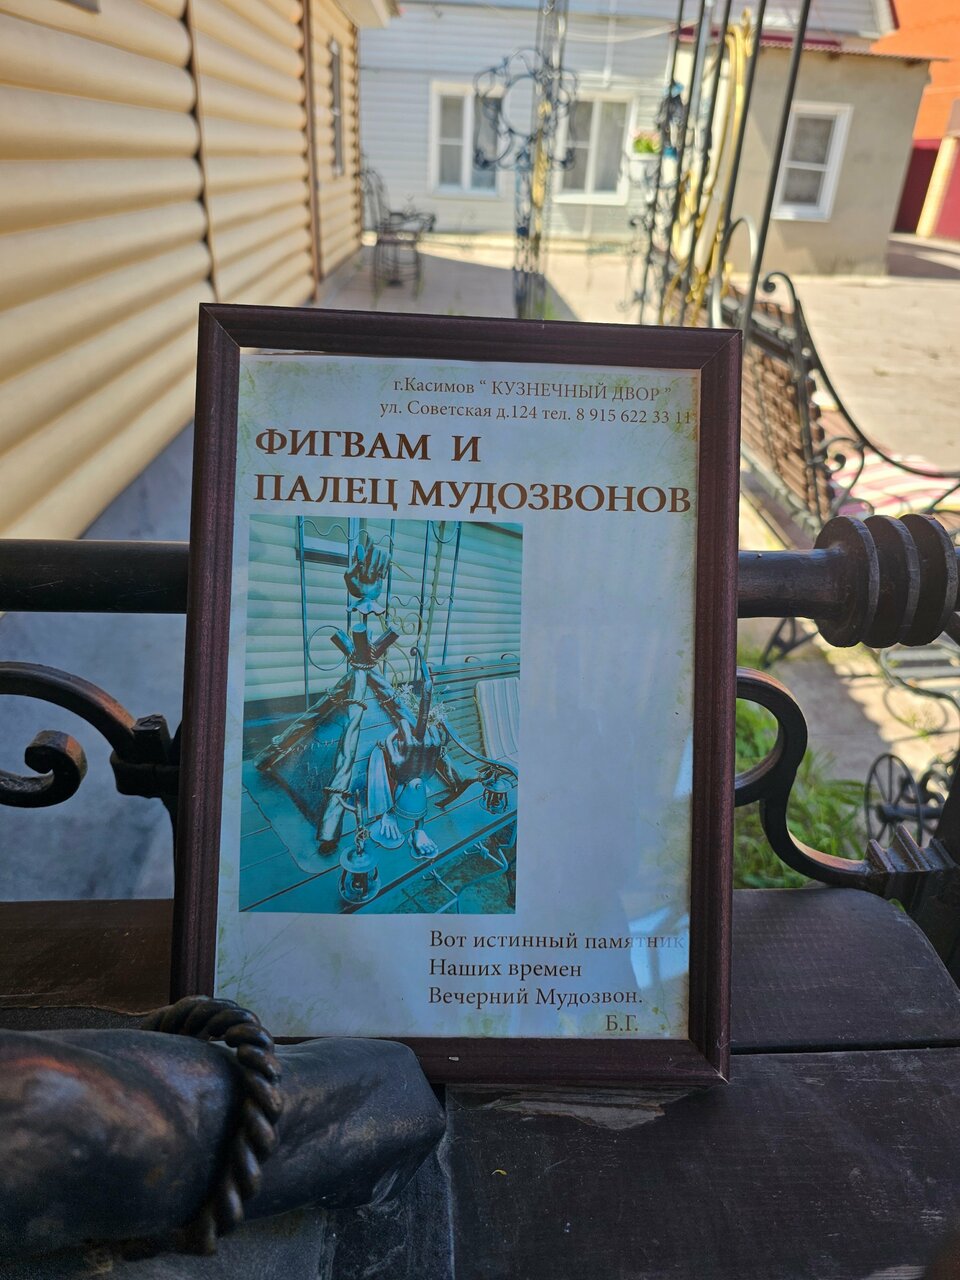 г.Касимов “ КУЗНЕЧНЫЙ ДВОР ”
ул. Советская д.124 тел. 8 915 622 33 11
ФИГВАМ И
ПАЛЕЦ МУДОЗВОНОВ
Вот истинный памятник
Наших времен
Вечерний Мудозвон.
Б.Г.